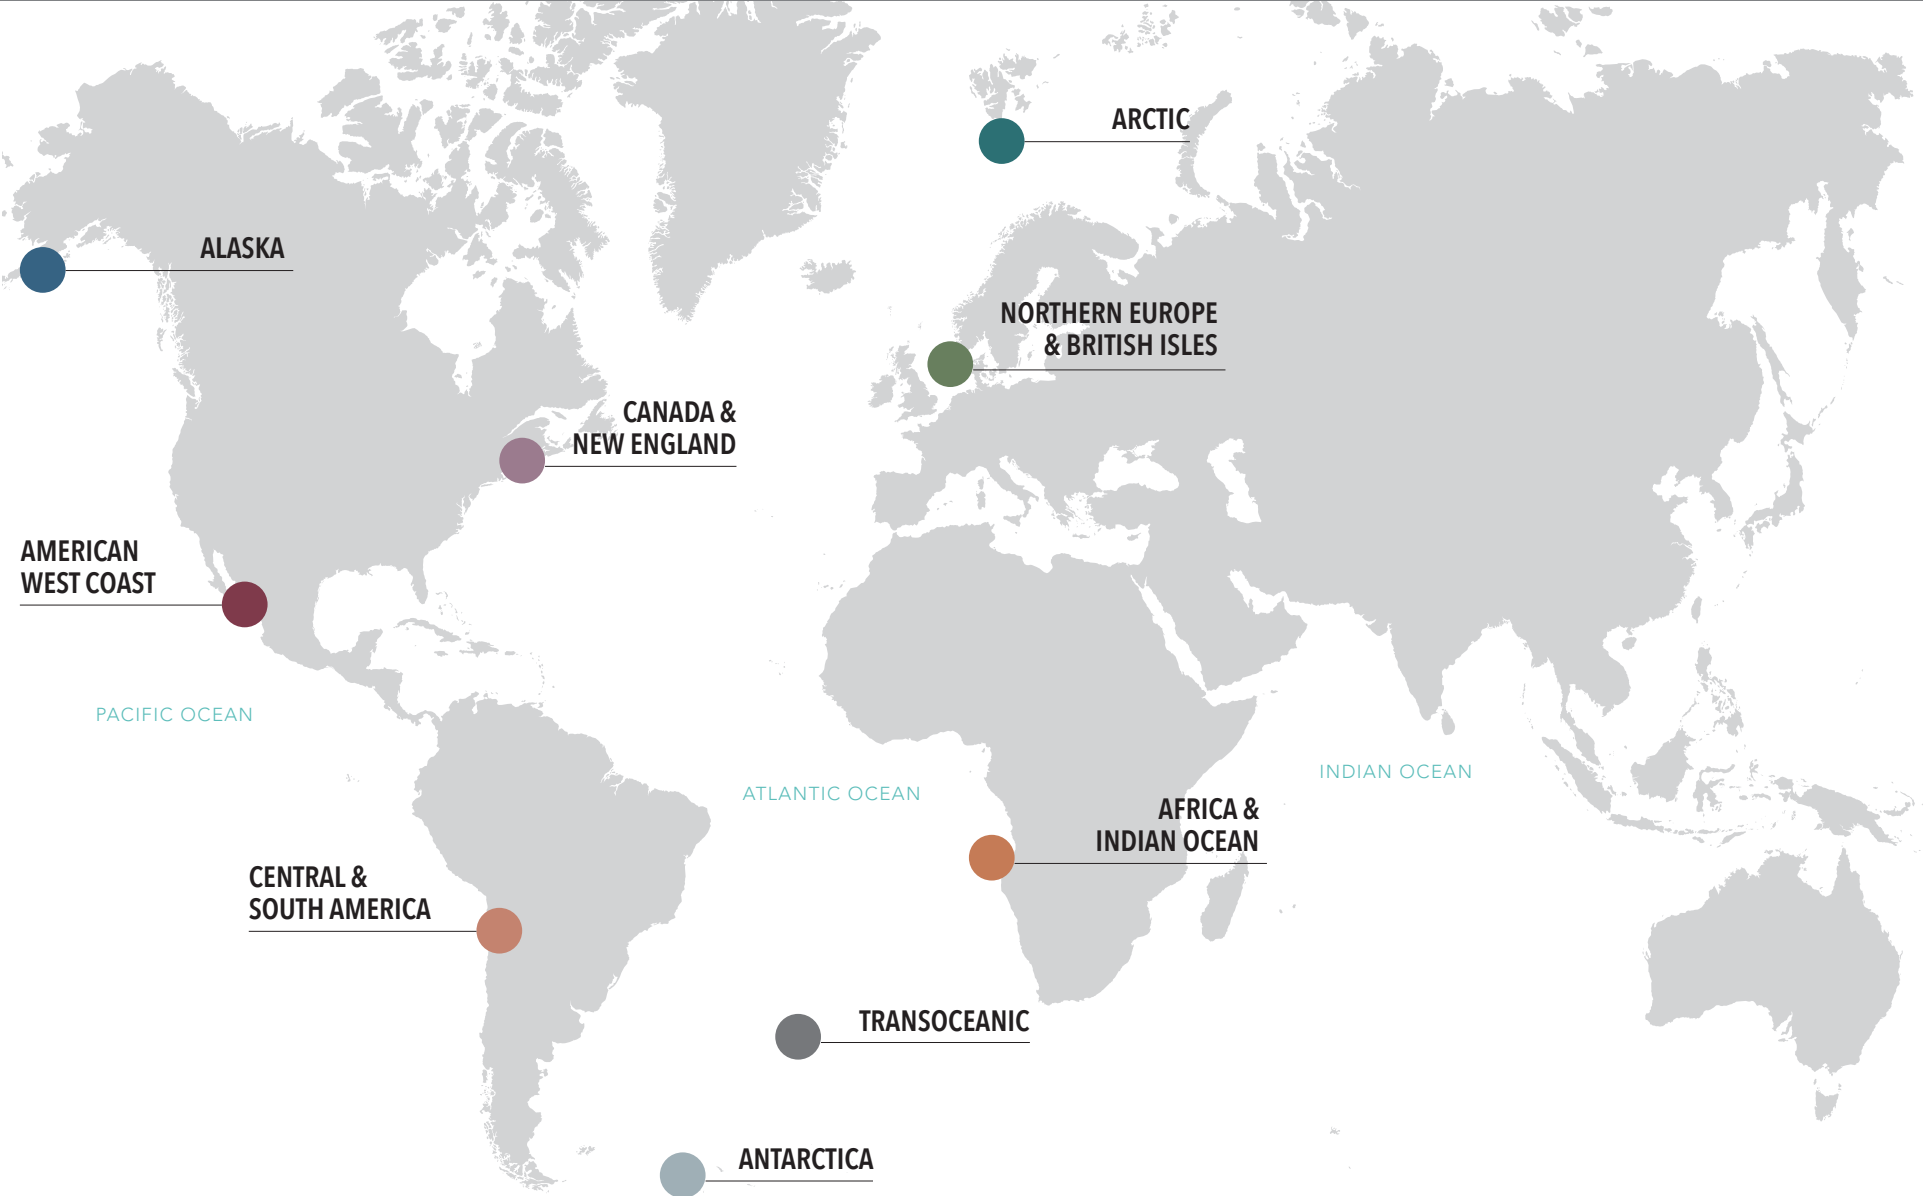 ARCTIC
ALASKA
NORTHERN EUROPE
& BRITISH ISLES
CANADA &
NEW ENGLAND
AMERICAN
WEST COAST
PACIFIC OCEAN
INDIAN OCEAN
ATLANTIC OCEAN
AFRICA &
INDIAN OCEAN
CENTRAL &
SOUTH AMERICA
TRANSOCEANIC
ANTARCTICA